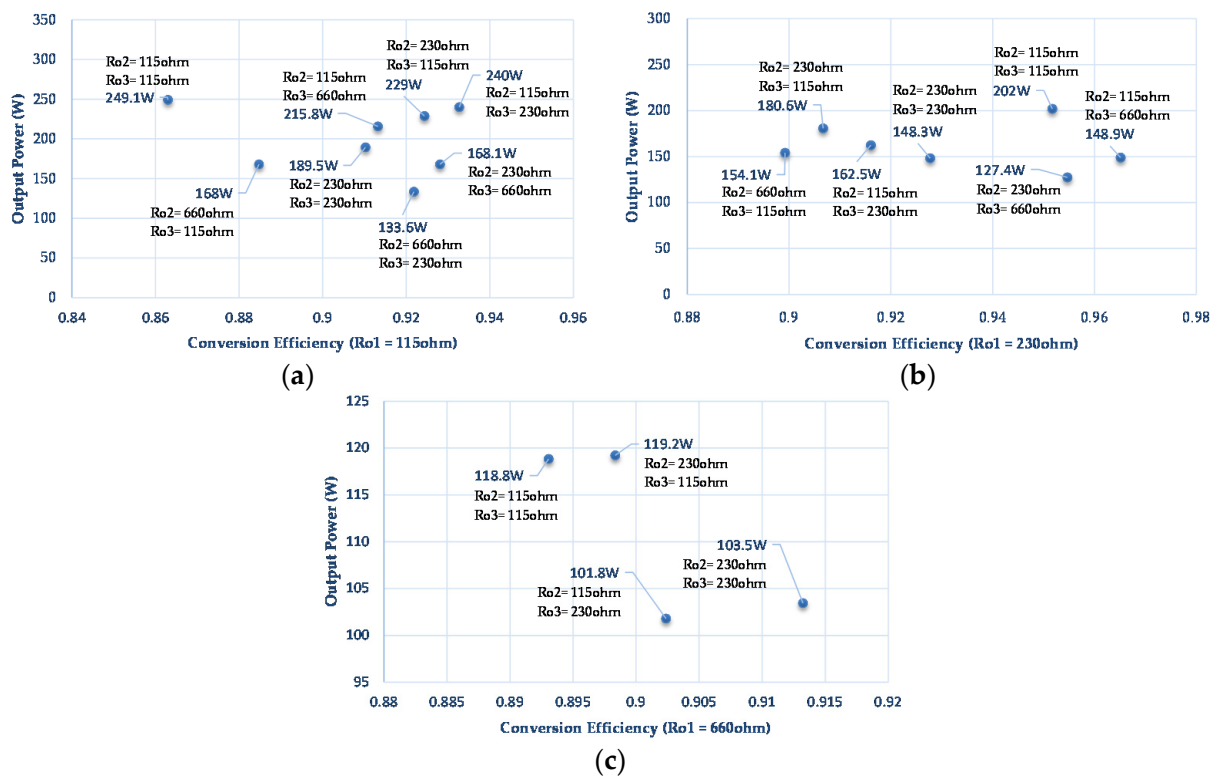 350
300
250
200
150
100
50
0
Output Power (W)
0.84
0.86
0.88
0.9
0.92
0.94
0.96
Conversion Efficiency (Ro1 = 115ohm)
Ro2= 115ohm
Ro3= 115ohm
249.1W
168W
Ro2= 660ohm
Ro3= 115ohm
Ro2= 115ohm
Ro3= 660ohm
215.8W
189.5W
Ro2= 230ohm
Ro3= 230ohm
Ro2= 230ohm
Ro3= 115ohm
229W
240W
Ro2= 115ohm
Ro3= 230ohm
168.1W
Ro2= 230ohm
Ro3= 660ohm
133.6W
Ro2= 660ohm
Ro3= 230ohm
(a)
300
250
200
150
100
50
0
Output Power (W)
0.88
0.9
0.92
0.94
0.96
0.98
Conversion Efficiency (Ro1 = 230ohm)
Ro2= 230ohm
Ro3= 115ohm
180.6W
154.1W
Ro2= 660ohm
Ro3= 115ohm
162.5W
Ro2= 115ohm
Ro3= 230ohm
Ro2= 230ohm
Ro3= 230ohm
148.3W
Ro2= 115ohm
Ro3= 115ohm
202W
Ro2= 115ohm
Ro3= 660ohm
148.9W
127.4W
Ro2= 230ohm
Ro3= 660ohm
(b)
125
120
115
110
105
100
95
Output Power (W)
0.88
0.885
0.89
0.895
0.9
0.905
0.91
0.915
0.92
Conversion Efficiency (Ro1 = 660ohm)
118.8W
Ro2= 115ohm
Ro3= 115ohm
119.2W
Ro2= 230ohm
Ro3= 115ohm
101.8W
Ro2= 115ohm
Ro3= 230ohm
103.5W
Ro2= 230ohm
Ro3= 230ohm
(c)